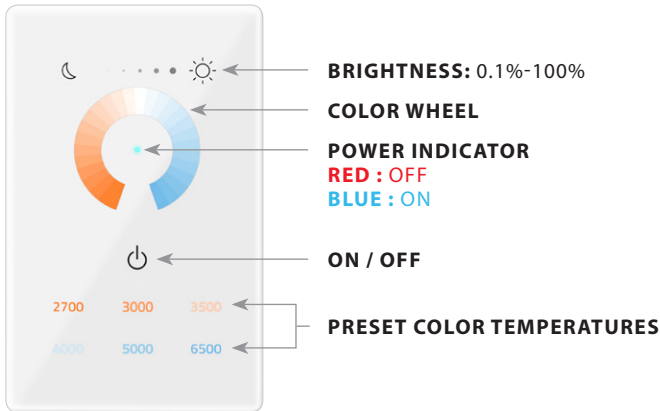 BRIGHTNESS: 0.1%-100%
COLOR WHEEL
POWER INDICATOR
RED : OFF
BLUE : ON
ON / OFF
2700 3000 3500
4000 5000 6500
PRESET COLOR TEMPERATURES